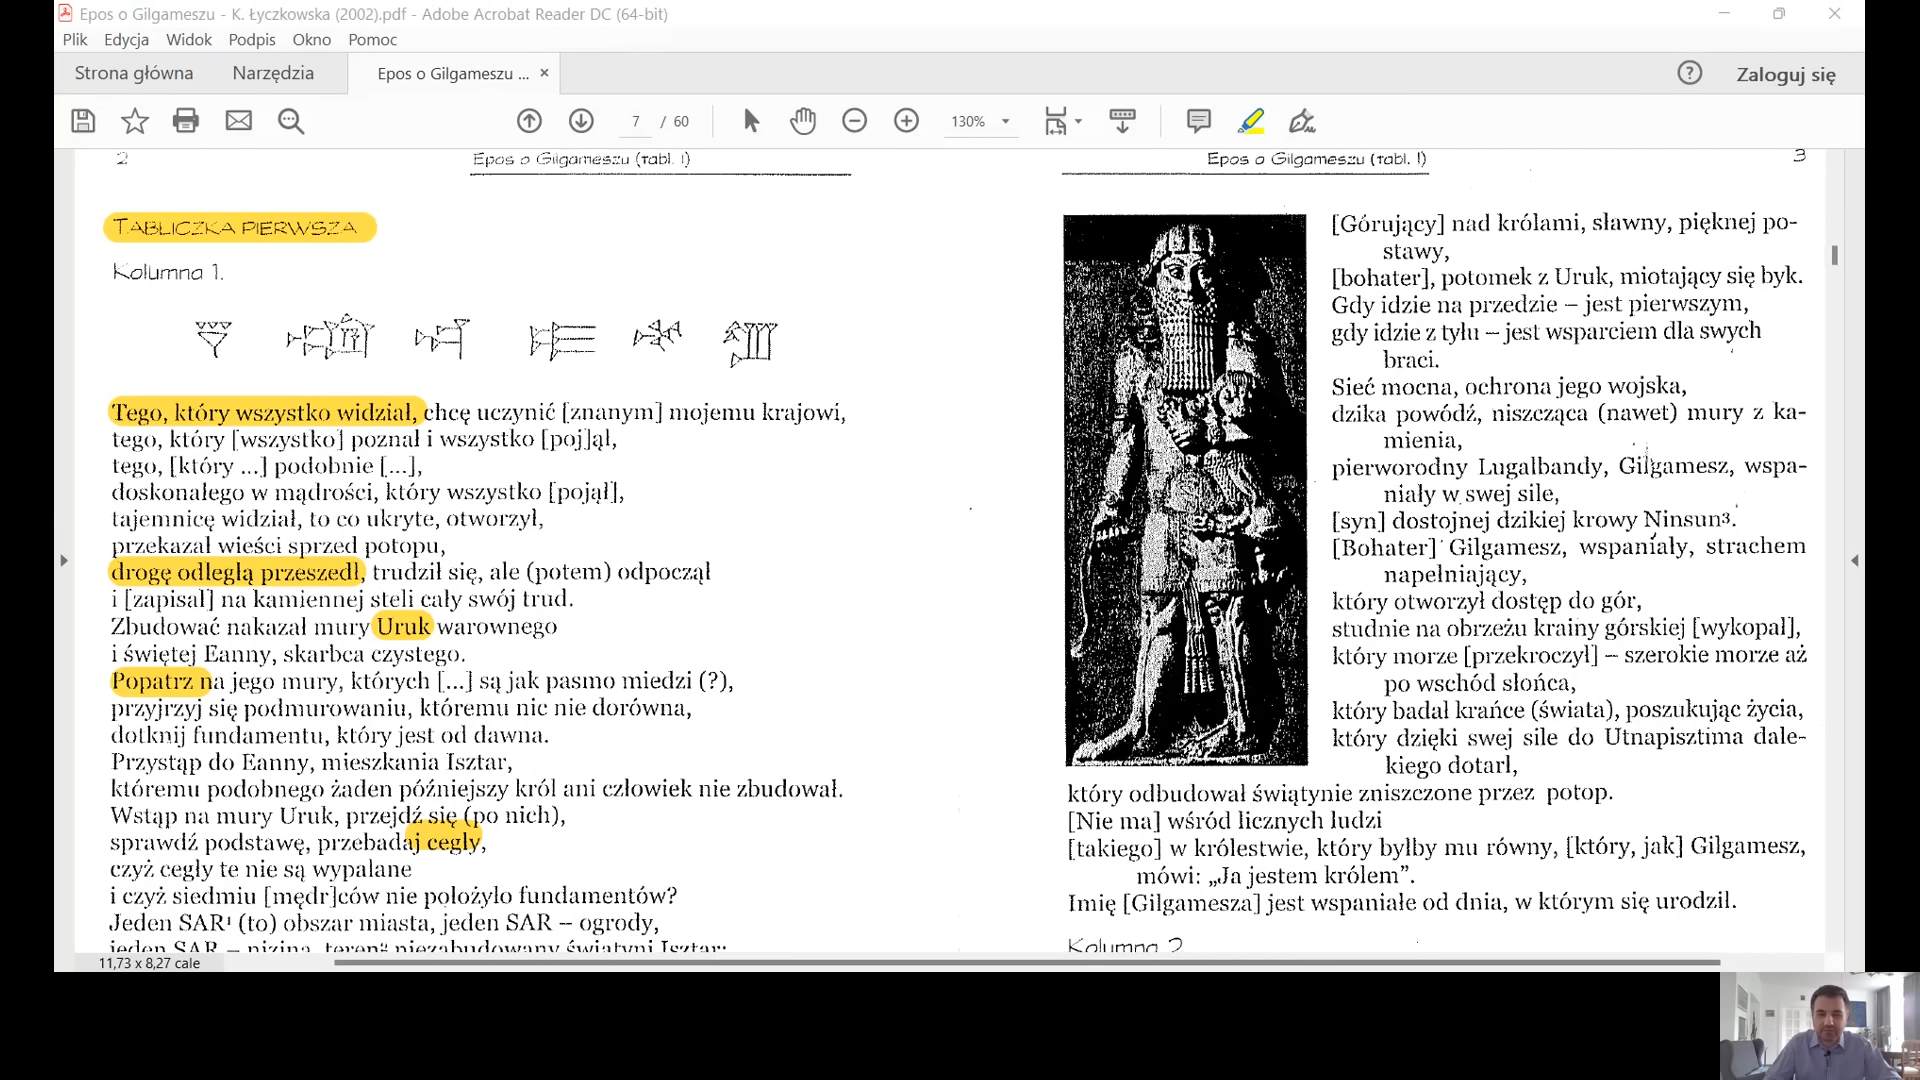 Epos o Gilgameszu - K. Łyczkowska (2002).pdf - Adobe Acrobat Reader DC (64-bit)
Plik Edycja Widok Podpis Okno Pomoc
Strona główna Narzędzia Epos o Gilgameszu ... × Zaloguj się
7 / 60 130%
2 Epos o Gilgameszu (tabl. I)
TABLICZKA PIERWSZA
Kolumna 1.
Tego, który wszystko widział, chcę uczynić [znanym] mojemu krajowi,
tego, który [wszystko] poznał i wszystko [poj]ął,
tego, [który ...] podobnie [...],
doskonałego w mądrości, który wszystko [pojął],
tajemnicę widział, to co ukryte, otworzył,
przekazał wieści sprzed potopu,
drogę odległą przeszedł, trudził się, ale (potem) odpoczął
i [zapisał] na kamiennej steli cały swój trud.
Zbudować nakazał mury Uruk warownego
i świętej Eanny, skarbca czystego.
Popatrz na jego mury, których [...] są jak pasmo miedzi (?),
przyjrzyj się podmurowaniu, któremu nic nie dorówna,
dotknij fundamentu, który jest od dawna.
Przystąp do Eanny, mieszkania Isztar,
któremu podobnego żaden późniejszy król ani człowiek nie zbudował.
Wstąp na mury Uruk, przejdź się (po nich),
sprawdź podstawę, przebadaj cegły,
czyż cegły te nie są wypalane
i czyż siedmiu [mędr]ców nie położyło fundamentów?
Jeden SAR¹ (to) obszar miasta, jeden SAR – ogrody,
jeden SAR – nizina, teren² niezabudowany świątyni Isztar;
Epos o Gilgameszu (tabl. I) 3
[Górujący] nad królami, sławny, pięknej po-
stawy,
[bohater], potomek z Uruk, miotający się byk.
Gdy idzie na przedzie – jest pierwszym,
gdy idzie z tyłu – jest wsparciem dla swych
braci.
Sieć mocna, ochrona jego wojska,
dzika powódź, niszcząca (nawet) mury z ka-
mienia,
pierworodny Lugalbandy, Gilgamesz, wspa-
niały w swej sile,
[syn] dostojnej dzikiej krowy Ninsun³.
[Bohater] Gilgamesz, wspaniały, strachem
napełniający,
który otworzył dostęp do gór,
studnie na obrzeżu krainy górskiej [wykopał],
który morze [przekroczył] – szerokie morze aż
po wschód słońca,
który badał krańce (świata), poszukując życia,
który dzięki swej sile do Utnapisztima dale-
kiego dotarł,
który odbudował świątynie zniszczone przez potop.
[Nie ma] wśród licznych ludzi
[takiego] w królestwie, który byłby mu równy, [który, jak] Gilgamesz,
mówi: „Ja jestem królem”.
Imię [Gilgamesza] jest wspaniałe od dnia, w którym się urodził.
Kolumna 2
11,73 x 8,27 cale